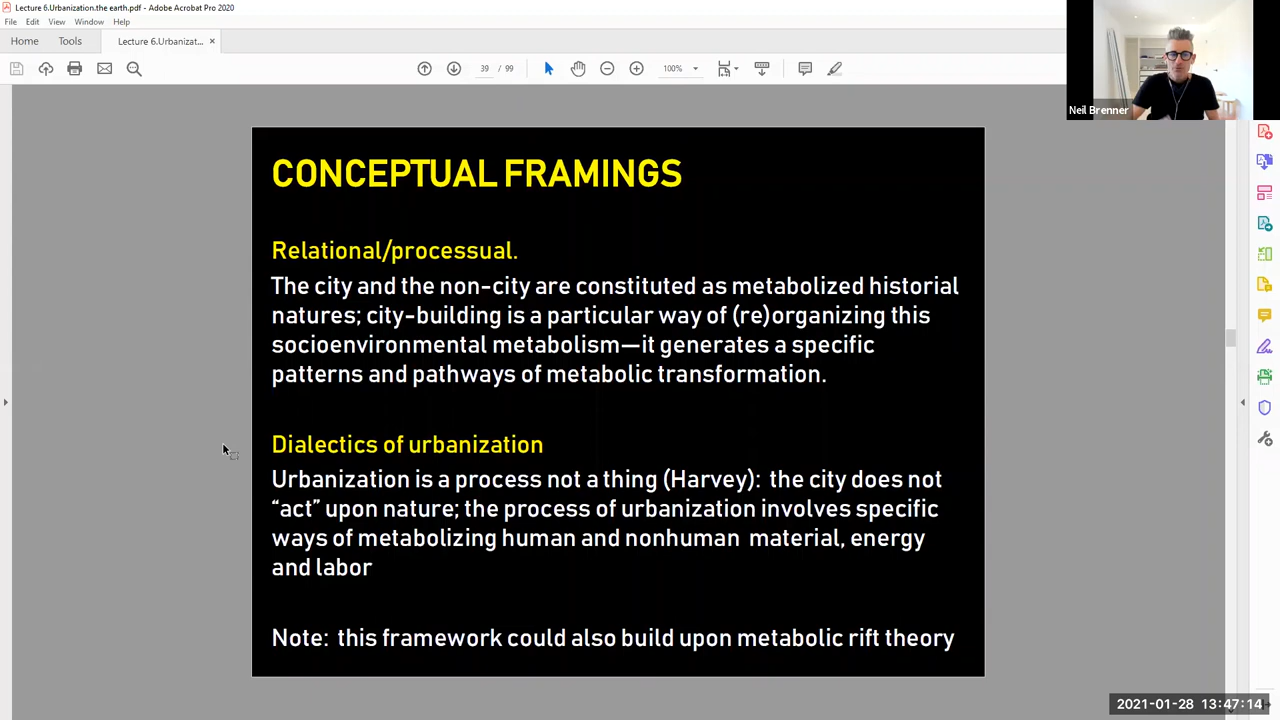 Lecture 6.Urbanization.the earth.pdf - Adobe Acrobat Pro 2020
File Edit View Window Help
Home Tools Lecture 6.Urbanizat... ×
39 / 99 100%
Neil Brenner
CONCEPTUAL FRAMINGS
Relational/processual.
The city and the non-city are constituted as metabolized historial
natures; city-building is a particular way of (re)organizing this
socioenvironmental metabolism—it generates a specific
patterns and pathways of metabolic transformation.
Dialectics of urbanization
Urbanization is a process not a thing (Harvey): the city does not
“act” upon nature; the process of urbanization involves specific
ways of metabolizing human and nonhuman material, energy
and labor
Note: this framework could also build upon metabolic rift theory
2021-01-28 13:47:14